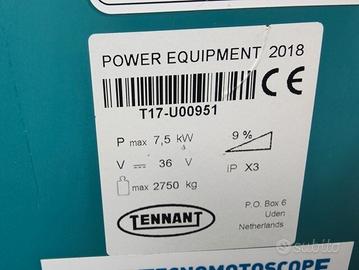 POWER EQUIPMENT 2018
CE
T17-U00951
P max 7,5 kW 9 %
V ⎓ 36 V IP X3
max 2750 kg
TENNANT
P.O. Box 6
Uden
Netherlands
TECNOMOTOSCOPE
subito